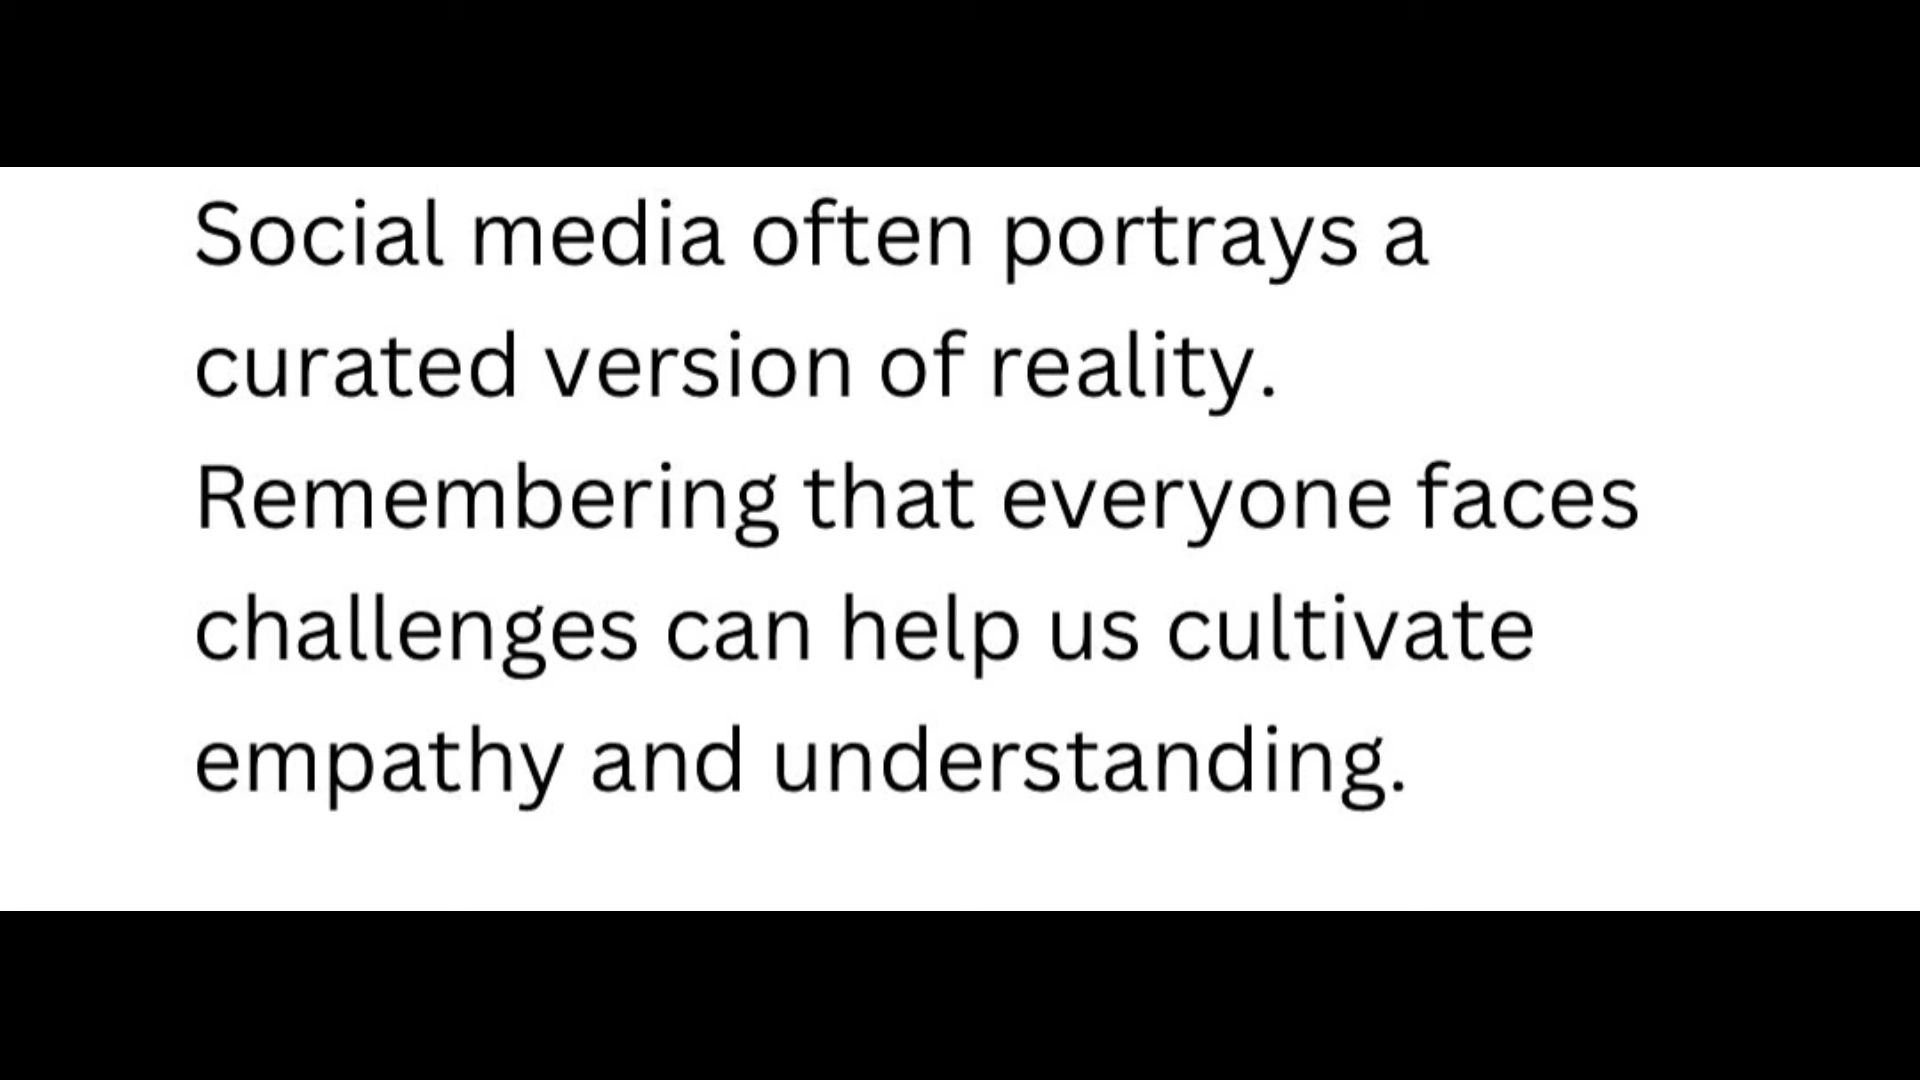 Social media often portrays a
curated version of reality.
Remembering that everyone faces
challenges can help us cultivate
empathy and understanding.